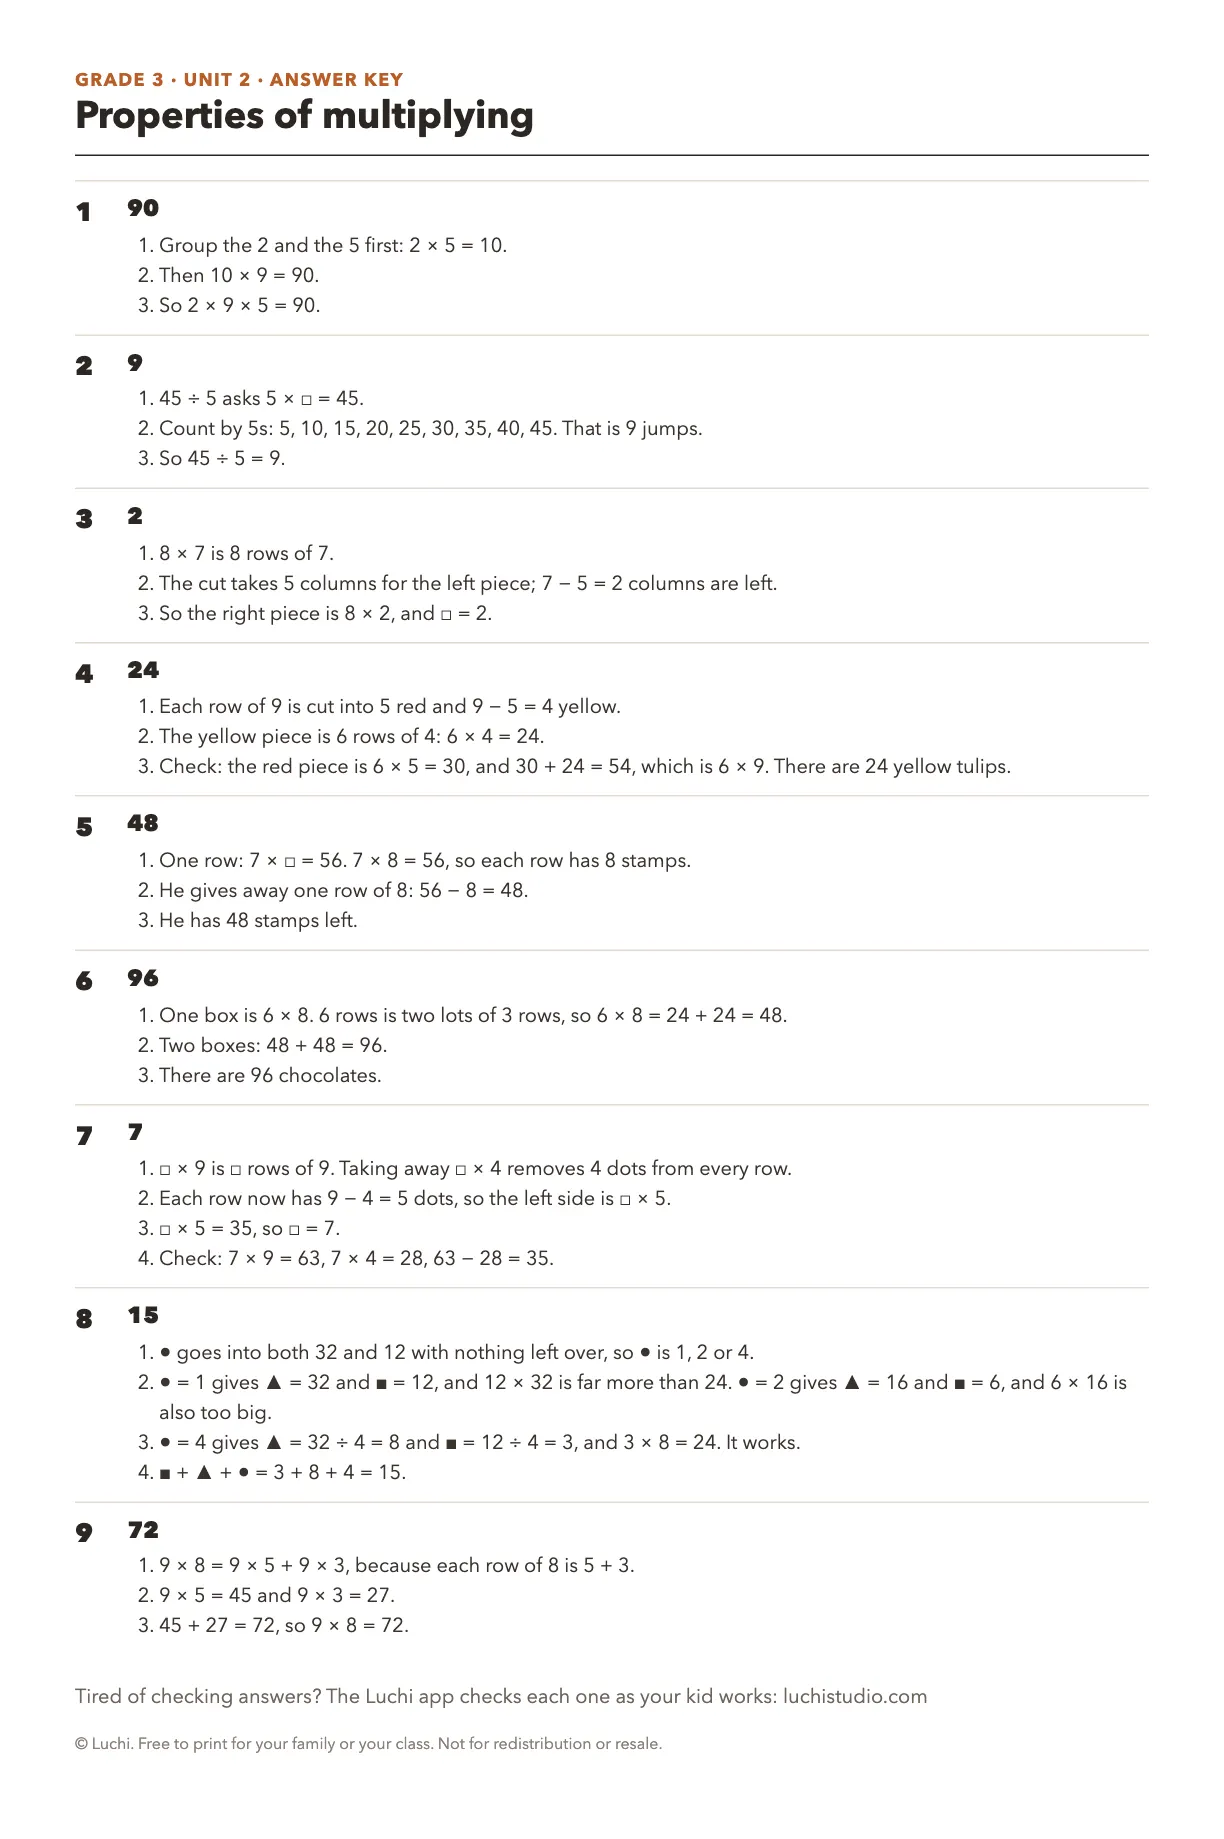 GRADE 3 · UNIT 2 · ANSWER KEY
Properties of multiplying
1 90
1. Group the 2 and the 5 first: 2 × 5 = 10.
2. Then 10 × 9 = 90.
3. So 2 × 9 × 5 = 90.
2 9
1. 45 ÷ 5 asks 5 × □ = 45.
2. Count by 5s: 5, 10, 15, 20, 25, 30, 35, 40, 45. That is 9 jumps.
3. So 45 ÷ 5 = 9.
3 2
1. 8 × 7 is 8 rows of 7.
2. The cut takes 5 columns for the left piece; 7 − 5 = 2 columns are left.
3. So the right piece is 8 × 2, and □ = 2.
4 24
1. Each row of 9 is cut into 5 red and 9 − 5 = 4 yellow.
2. The yellow piece is 6 rows of 4: 6 × 4 = 24.
3. Check: the red piece is 6 × 5 = 30, and 30 + 24 = 54, which is 6 × 9. There are 24 yellow tulips.
5 48
1. One row: 7 × □ = 56. 7 × 8 = 56, so each row has 8 stamps.
2. He gives away one row of 8: 56 − 8 = 48.
3. He has 48 stamps left.
6 96
1. One box is 6 × 8. 6 rows is two lots of 3 rows, so 6 × 8 = 24 + 24 = 48.
2. Two boxes: 48 + 48 = 96.
3. There are 96 chocolates.
7 7
1. □ × 9 is □ rows of 9. Taking away □ × 4 removes 4 dots from every row.
2. Each row now has 9 − 4 = 5 dots, so the left side is □ × 5.
3. □ × 5 = 35, so □ = 7.
4. Check: 7 × 9 = 63, 7 × 4 = 28, 63 − 28 = 35.
8 15
1. ● goes into both 32 and 12 with nothing left over, so ● is 1, 2 or 4.
2. ● = 1 gives ▲ = 32 and ■ = 12, and 12 × 32 is far more than 24. ● = 2 gives ▲ = 16 and ■ = 6, and 6 × 16 is
also too big.
3. ● = 4 gives ▲ = 32 ÷ 4 = 8 and ■ = 12 ÷ 4 = 3, and 3 × 8 = 24. It works.
4. ■ + ▲ + ● = 3 + 8 + 4 = 15.
9 72
1. 9 × 8 = 9 × 5 + 9 × 3, because each row of 8 is 5 + 3.
2. 9 × 5 = 45 and 9 × 3 = 27.
3. 45 + 27 = 72, so 9 × 8 = 72.
Tired of checking answers? The Luchi app checks each one as your kid works: luchistudio.com
© Luchi. Free to print for your family or your class. Not for redistribution or resale.